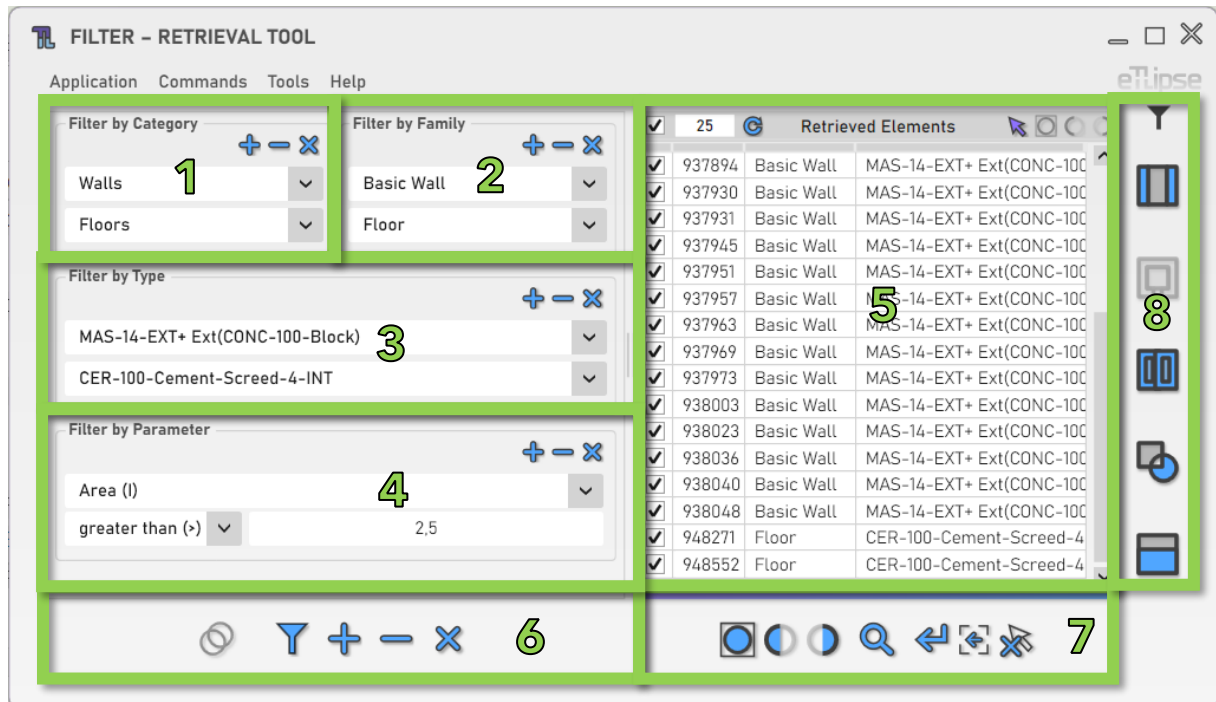 FILTER – RETRIEVAL TOOL
Application Commands Tools Help
eTLipse
Filter by Category
1
Walls
Floors
Filter by Family
2
Basic Wall
Floor
Filter by Type
MAS-14-EXT+ Ext(CONC-100-Block)
3
CER-100-Cement-Screed-4-INT
Filter by Parameter
Area (I)
4
greater than (>) 2,5
25 Retrieved Elements
937894 Basic Wall MAS-14-EXT+ Ext(CONC-100
937930 Basic Wall MAS-14-EXT+ Ext(CONC-100
937931 Basic Wall MAS-14-EXT+ Ext(CONC-100
937945 Basic Wall MAS-14-EXT+ Ext(CONC-100
937951 Basic Wall MAS-14-EXT+ Ext(CONC-100
937957 Basic Wall MAS-14-EXT+ Ext(CONC-100
5
937963 Basic Wall MAS-14-EXT+ Ext(CONC-100
937969 Basic Wall MAS-14-EXT+ Ext(CONC-100
937973 Basic Wall MAS-14-EXT+ Ext(CONC-100
938003 Basic Wall MAS-14-EXT+ Ext(CONC-100
938023 Basic Wall MAS-14-EXT+ Ext(CONC-100
938036 Basic Wall MAS-14-EXT+ Ext(CONC-100
938040 Basic Wall MAS-14-EXT+ Ext(CONC-100
938048 Basic Wall MAS-14-EXT+ Ext(CONC-100
948271 Floor CER-100-Cement-Screed-4
948552 Floor CER-100-Cement-Screed-4
8
6
7